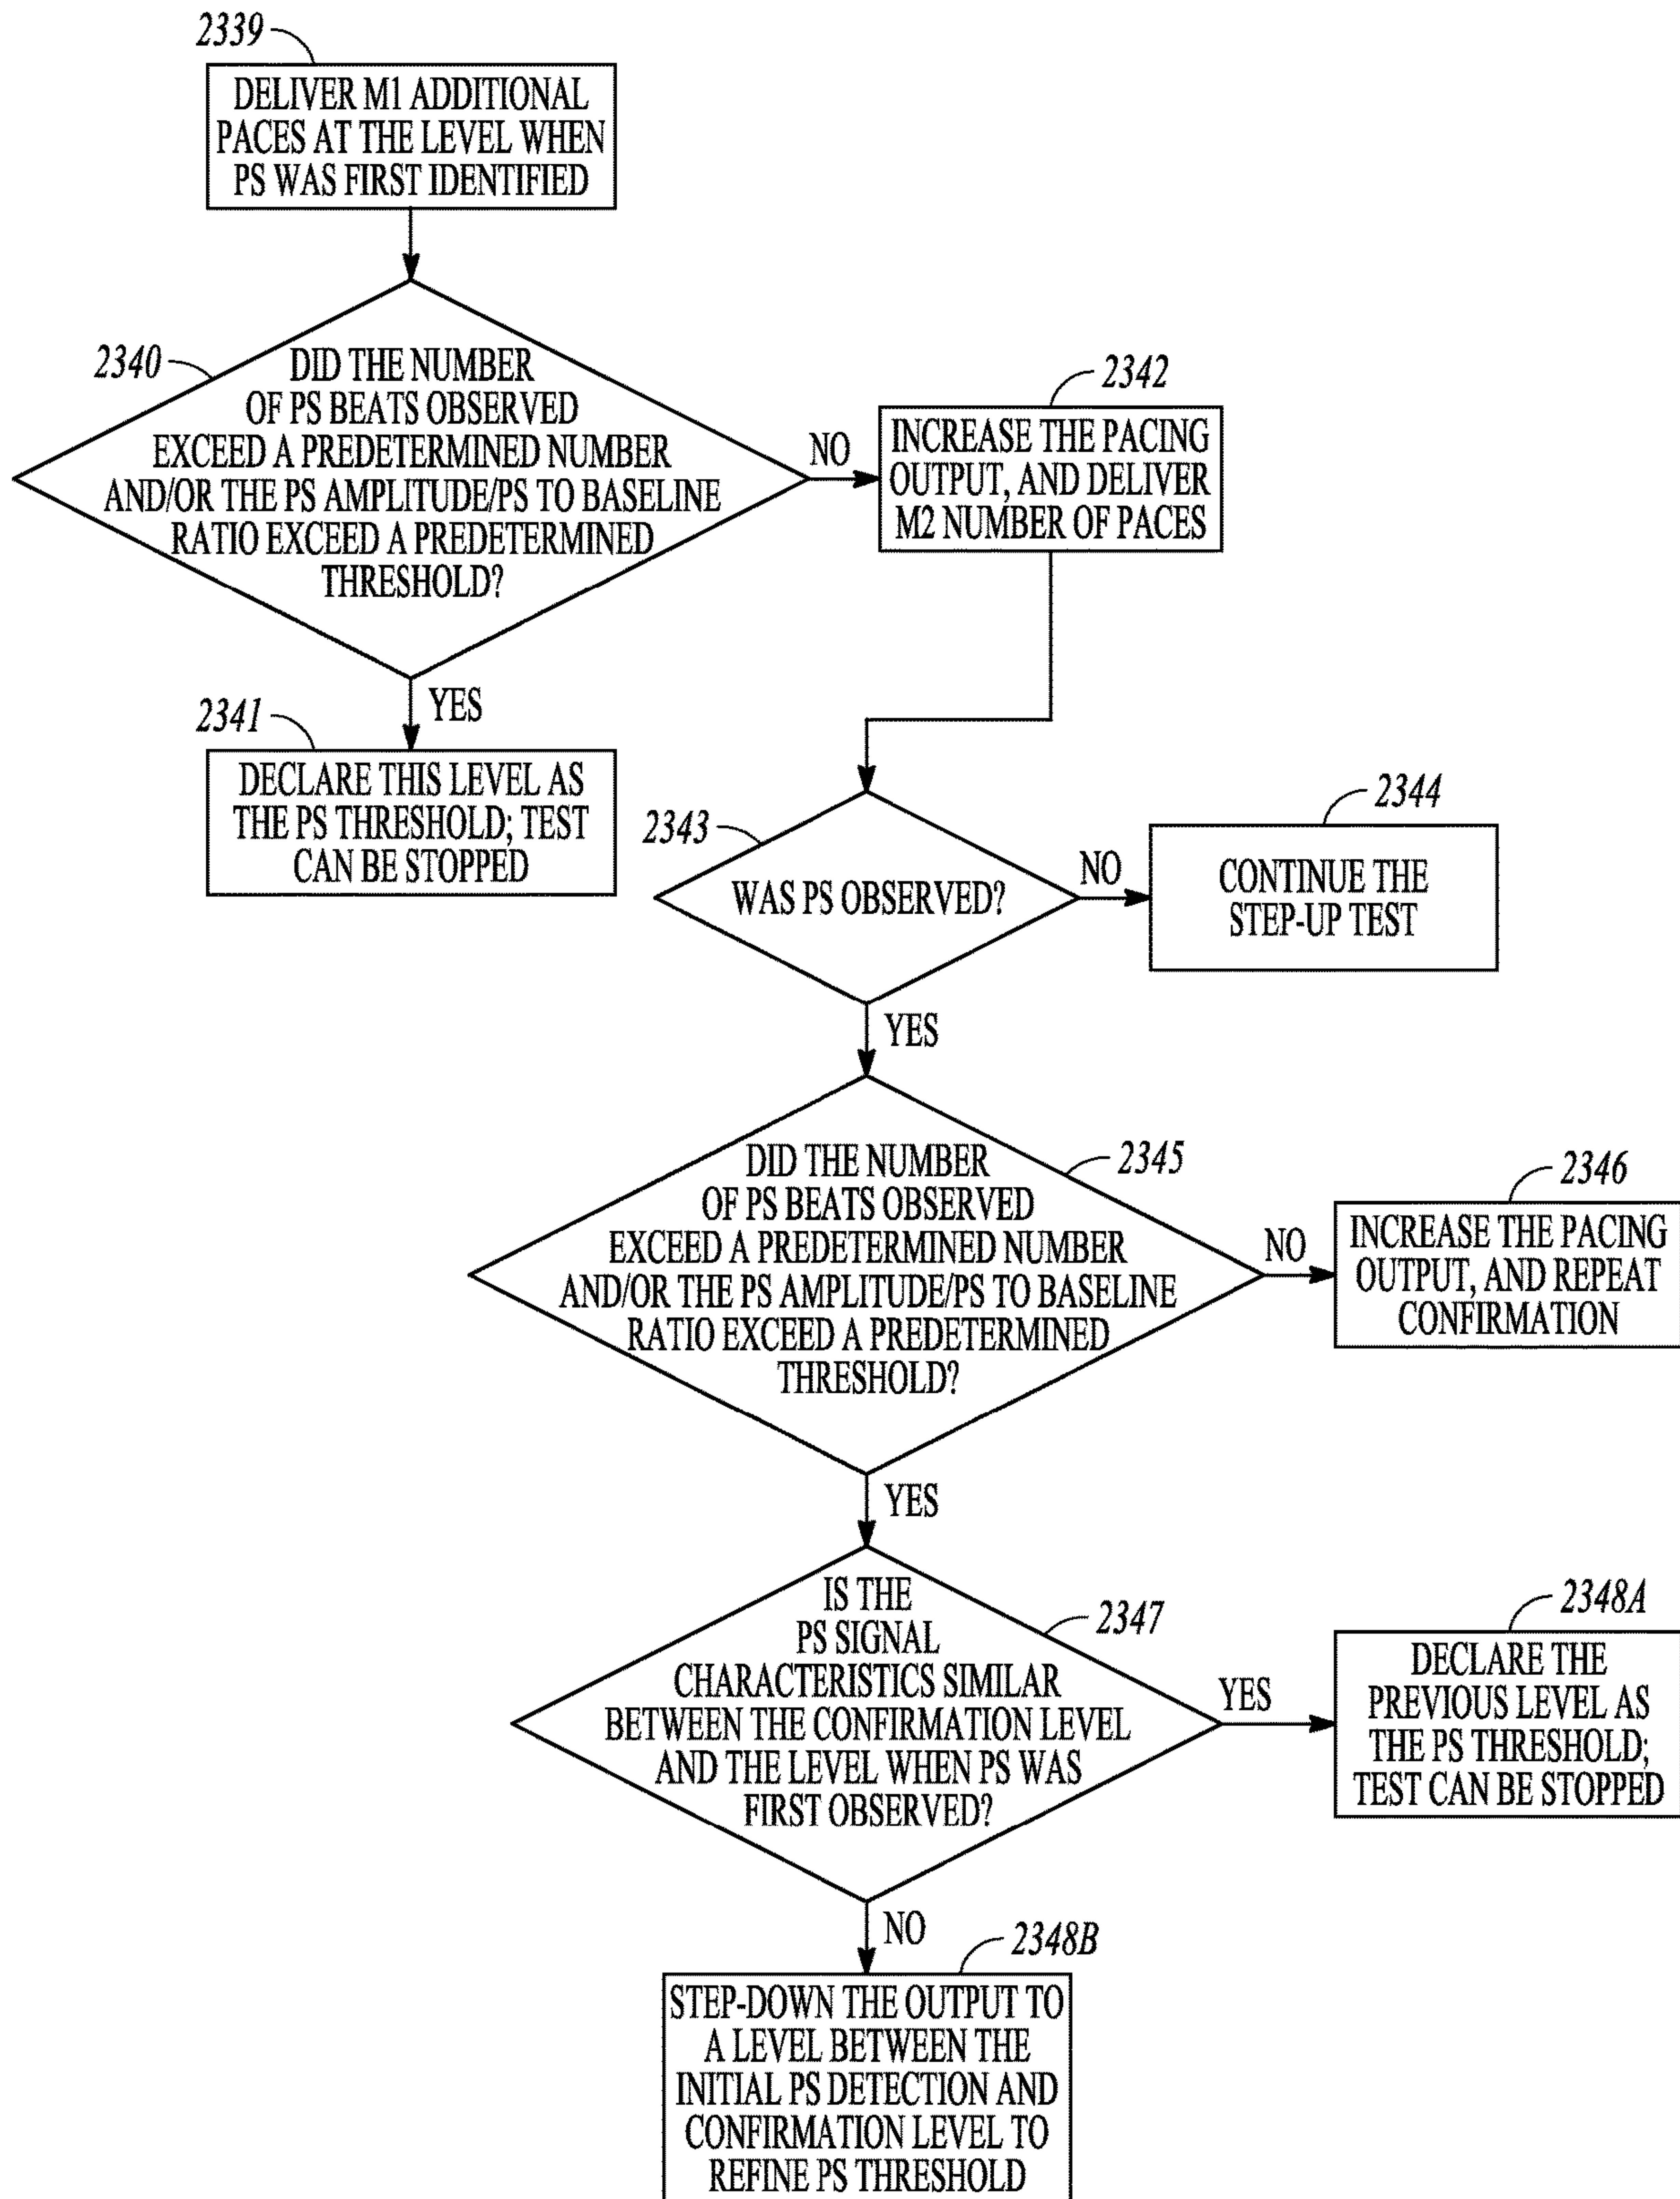 2339
DELIVER M1 ADDITIONAL
PACES AT THE LEVEL WHEN
PS WAS FIRST IDENTIFIED
2340
DID THE NUMBER
OF PS BEATS OBSERVED
EXCEED A PREDETERMINED NUMBER
AND/OR THE PS AMPLITUDE/PS TO BASELINE
RATIO EXCEED A PREDETERMINED
THRESHOLD?
NO
2342
INCREASE THE PACING
OUTPUT, AND DELIVER
M2 NUMBER OF PACES
YES
2341
DECLARE THIS LEVEL AS
THE PS THRESHOLD; TEST
CAN BE STOPPED
2343
WAS PS OBSERVED?
NO
2344
CONTINUE THE
STEP-UP TEST
YES
2345
DID THE NUMBER
OF PS BEATS OBSERVED
EXCEED A PREDETERMINED NUMBER
AND/OR THE PS AMPLITUDE/PS TO BASELINE
RATIO EXCEED A PREDETERMINED
THRESHOLD?
NO
2346
INCREASE THE PACING
OUTPUT, AND REPEAT
CONFIRMATION
YES
IS THE
PS SIGNAL
CHARACTERISTICS SIMILAR
BETWEEN THE CONFIRMATION LEVEL
AND THE LEVEL WHEN PS WAS
FIRST OBSERVED?
2347
YES
2348A
DECLARE THE
PREVIOUS LEVEL AS
THE PS THRESHOLD;
TEST CAN BE STOPPED
NO
2348B
STEP-DOWN THE OUTPUT TO
A LEVEL BETWEEN THE
INITIAL PS DETECTION AND
CONFIRMATION LEVEL TO
REFINE PS THRESHOLD